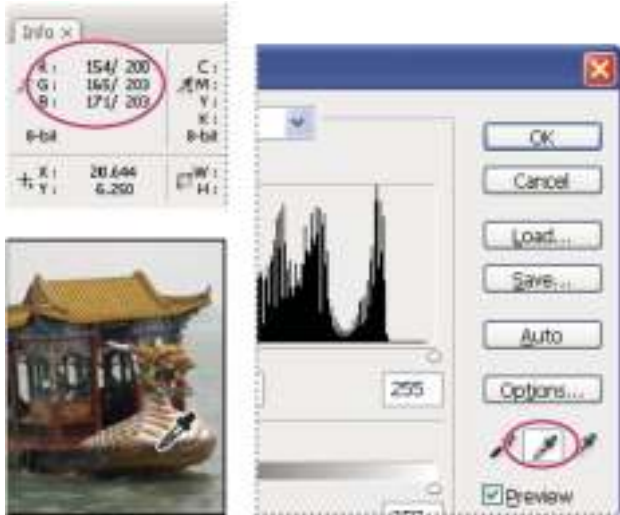 Info ×
R: 154/ 200
G: 165/ 203
B: 171/ 203
8-bit
C:
M:
Y:
K:
8-bit
X: 20.644
Y: 6.250
W:
H:
OK
Cancel
Load...
Save...
Auto
Options...
255
Preview